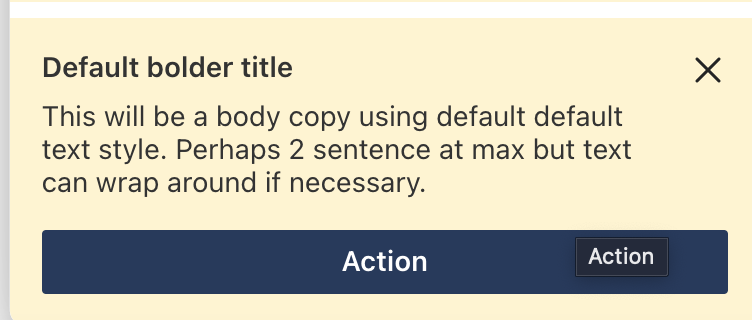 Default bolder title
This will be a body copy using default default
text style. Perhaps 2 sentence at max but text
can wrap around if necessary.
Action
Action